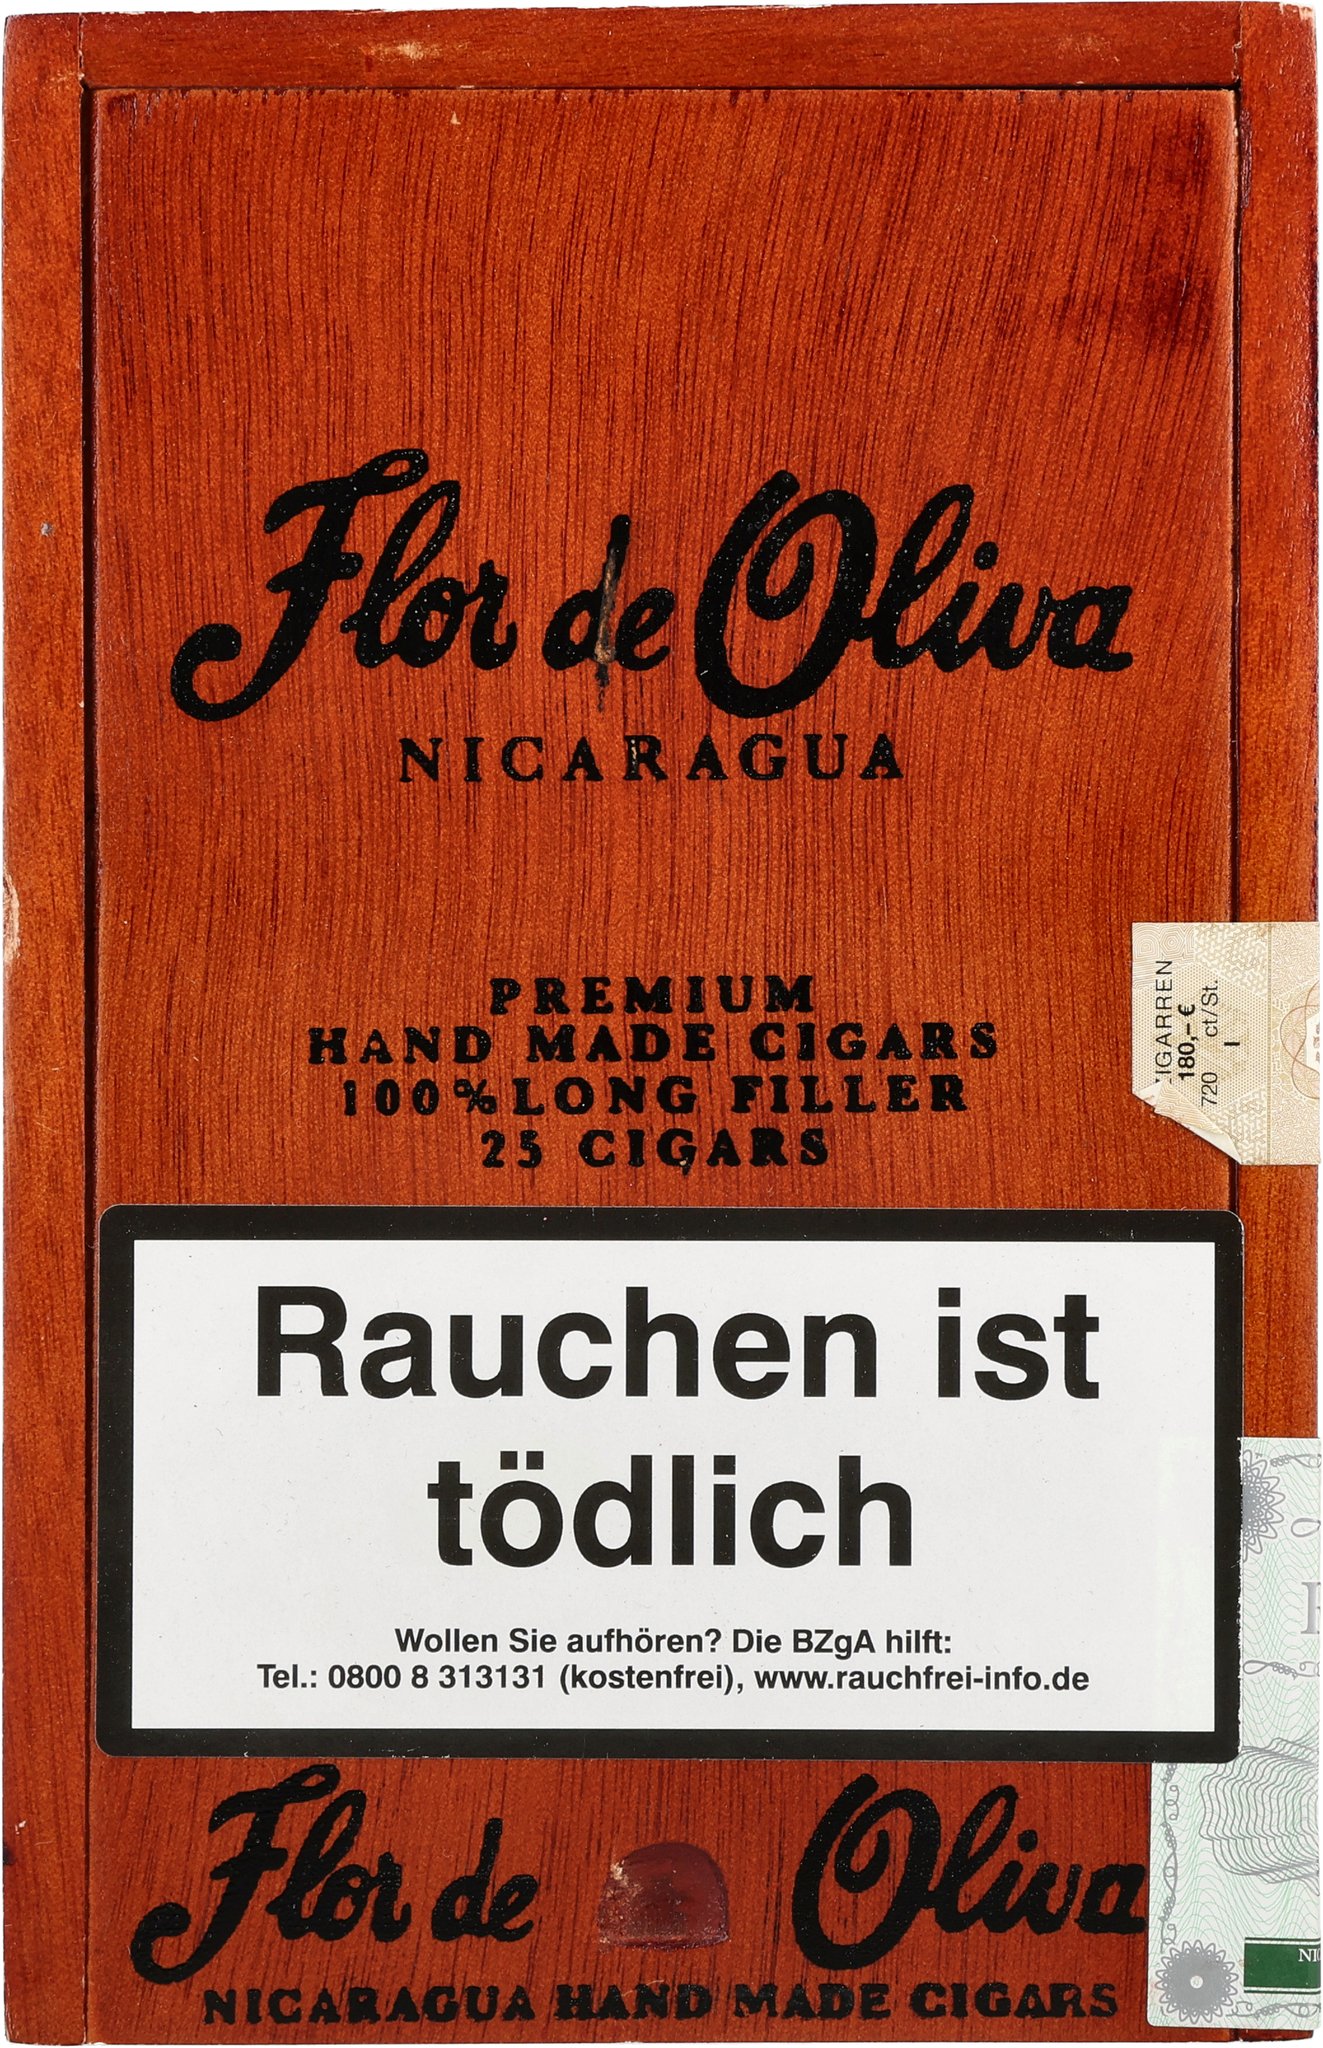 Flor de Oliva
NICARAGUA
PREMIUM
HAND MADE CIGARS
100% LONG FILLER
25 CIGARS
IGARREN
180,– €
720 ct/St.
I
Rauchen ist
tödlich
Wollen Sie aufhören? Die BZgA hilft:
Tel.: 0800 8 313131 (kostenfrei), www.rauchfrei-info.de
Flor de Oliva
NICARAGUA HAND MADE CIGARS